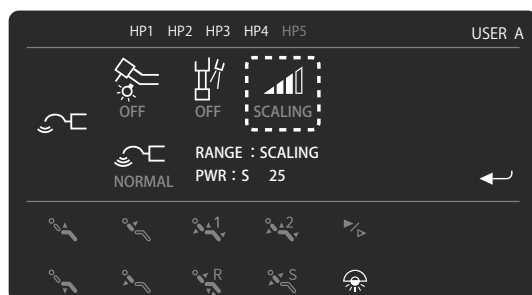 HP1 HP2 HP3 HP4 HP5 USER A
OFF OFF SCALING
NORMAL
RANGE : SCALING
PWR : S 25
1 2
R S